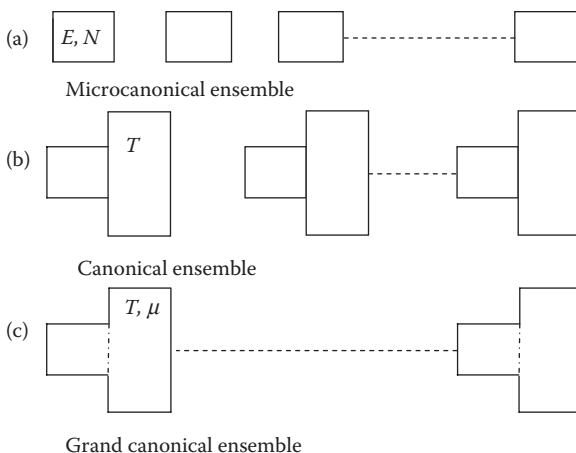 (a) E, N
Microcanonical ensemble
(b) T
Canonical ensemble
(c) T, μ
Grand canonical ensemble